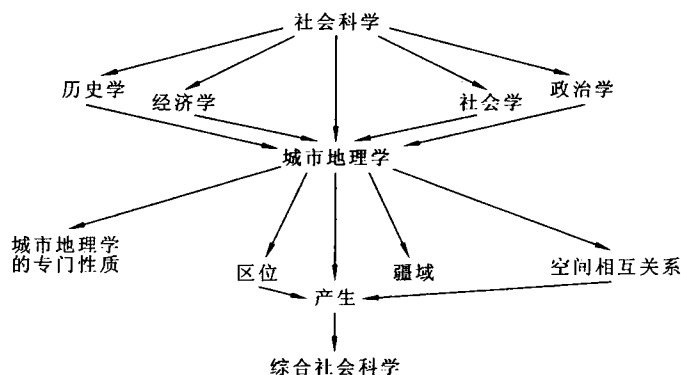 社会科学
历史学
经济学
社会学
政治学
城市地理学
城市地理学
的专门性质
区位
疆域
空间相互关系
产生
综合社会科学